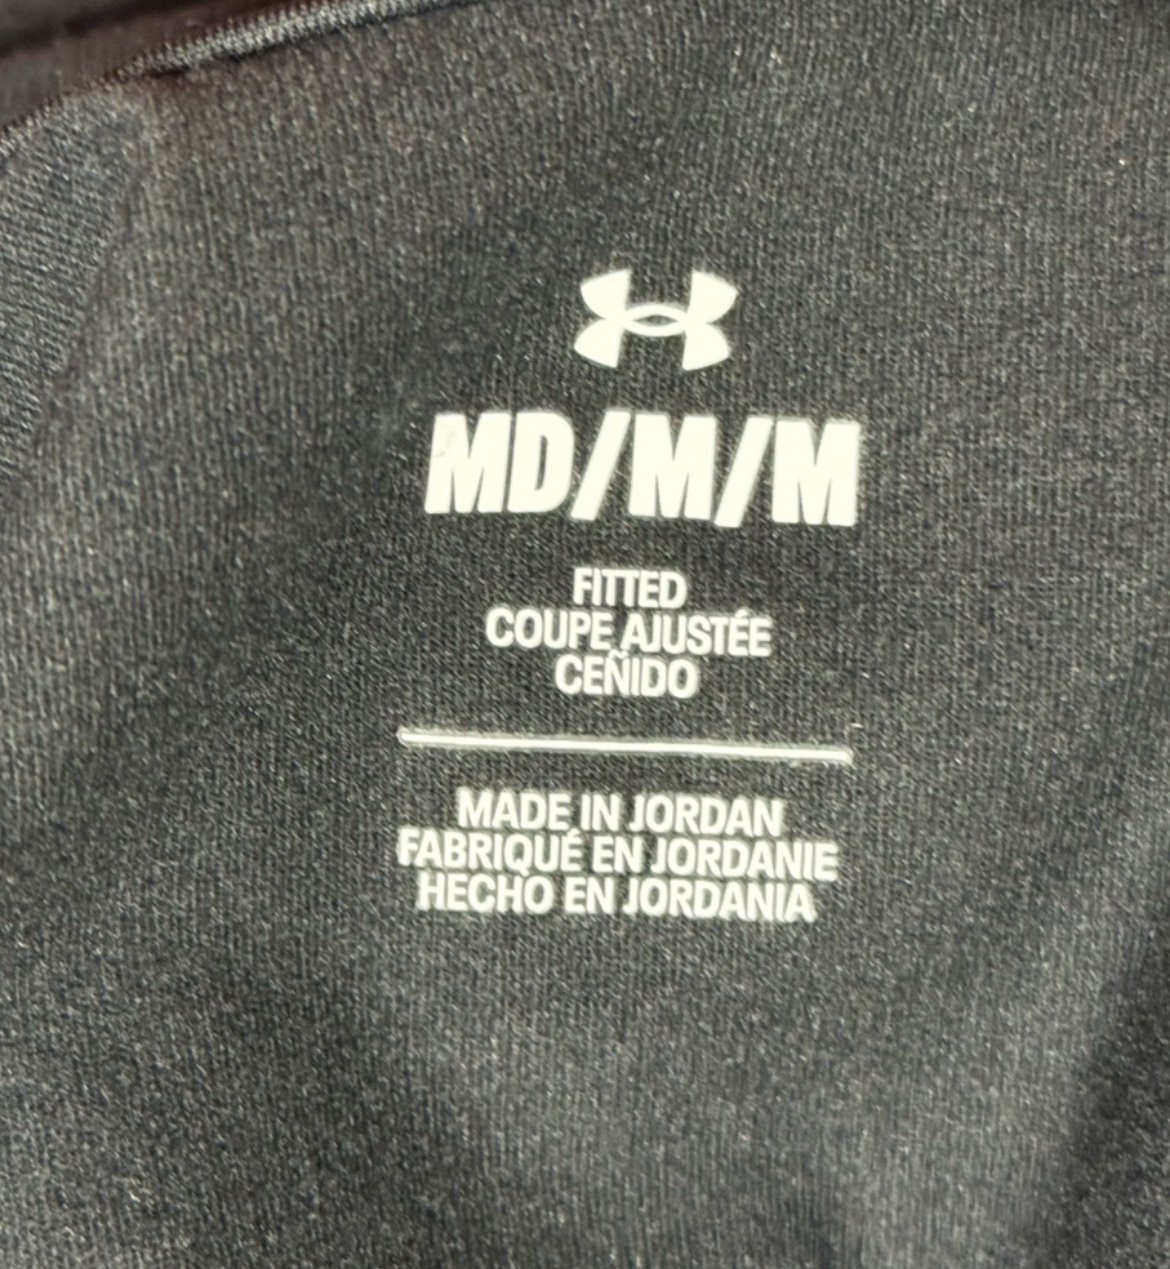 MD/M/M
FITTED
COUPE AJUSTÉE
CEÑIDO
MADE IN JORDAN
FABRIQUÉ EN JORDANIE
HECHO EN JORDANIA